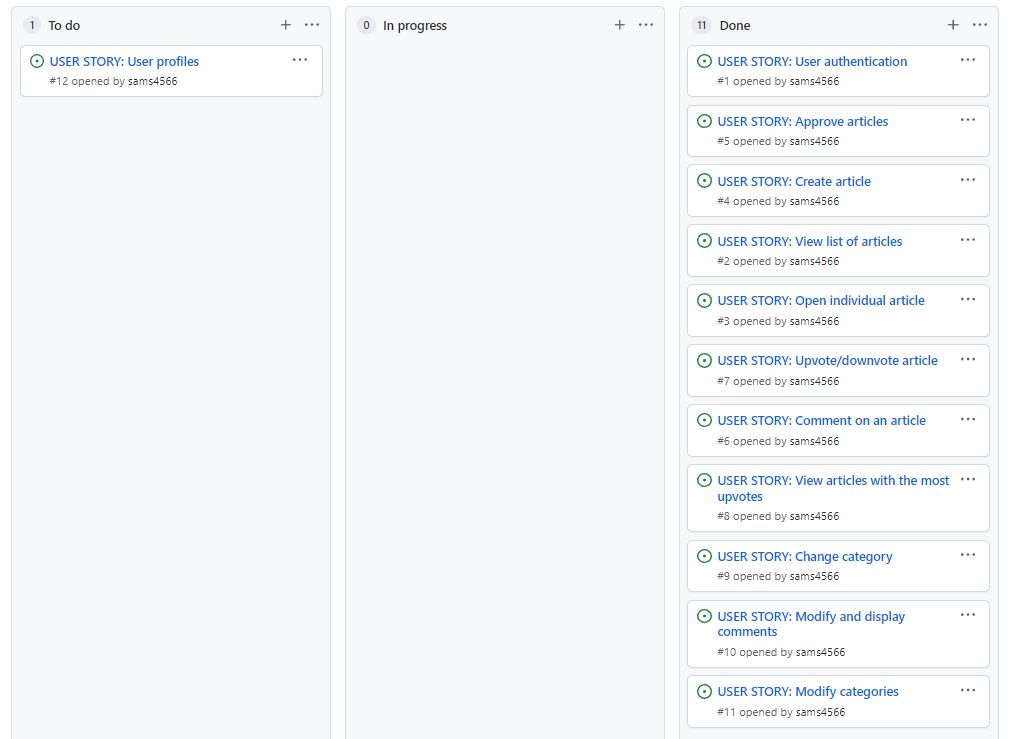 1 To do
USER STORY: User profiles
#12 opened by sams4566
0 In progress
11 Done
USER STORY: User authentication
#1 opened by sams4566
USER STORY: Approve articles
#5 opened by sams4566
USER STORY: Create article
#4 opened by sams4566
USER STORY: View list of articles
#2 opened by sams4566
USER STORY: Open individual article
#3 opened by sams4566
USER STORY: Upvote/downvote article
#7 opened by sams4566
USER STORY: Comment on an article
#6 opened by sams4566
USER STORY: View articles with the most
upvotes
#8 opened by sams4566
USER STORY: Change category
#9 opened by sams4566
USER STORY: Modify and display
comments
#10 opened by sams4566
USER STORY: Modify categories
#11 opened by sams4566